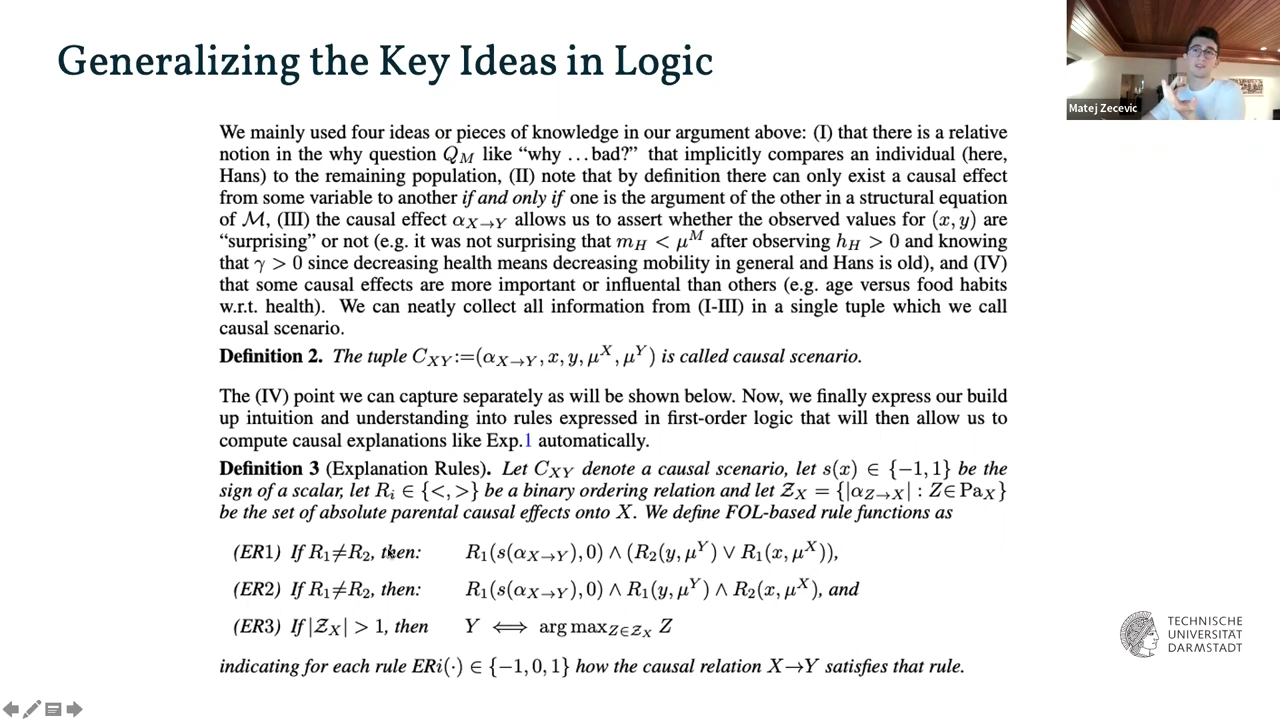 Generalizing the Key Ideas in Logic
Matej Zecevic
We mainly used four ideas or pieces of knowledge in our argument above: (I) that there is a relative
notion in the why question Q_M like “why …bad?” that implicitly compares an individual (here,
Hans) to the remaining population, (II) note that by definition there can only exist a causal effect
from some variable to another if and only if one is the argument of the other in a structural equation
of ℳ, (III) the causal effect α_{X→Y} allows us to assert whether the observed values for (x, y) are
“surprising” or not (e.g. it was not surprising that m_H < μ^M after observing h_H > 0 and knowing
that γ > 0 since decreasing health means decreasing mobility in general and Hans is old), and (IV)
that some causal effects are more important or influential than others (e.g. age versus food habits
w.r.t. health). We can neatly collect all information from (I-III) in a single tuple which we call
causal scenario.
Definition 2. The tuple C_{XY}:=(α_{X→Y}, x, y, μ^X, μ^Y) is called causal scenario.
The (IV) point we can capture separately as will be shown below. Now, we finally express our build
up intuition and understanding into rules expressed in first-order logic that will then allow us to
compute causal explanations like Exp.1 automatically.
Definition 3 (Explanation Rules). Let C_{XY} denote a causal scenario, let s(x) ∈ {−1, 1} be the
sign of a scalar, let R_i ∈ {<, >} be a binary ordering relation and let 𝒵_X = {|α_{Z→X}| : Z∈Pa_X}
be the set of absolute parental causal effects onto X. We define FOL-based rule functions as
(ER1) If R_1≠R_2, then: R_1(s(α_{X→Y}), 0) ∧ (R_2(y, μ^Y) ∨ R_1(x, μ^X)),
(ER2) If R_1≠R_2, then: R_1(s(α_{X→Y}), 0) ∧ R_1(y, μ^Y) ∧ R_2(x, μ^X), and
(ER3) If |𝒵_X| > 1, then Y ⟺ arg max_{Z∈𝒵_X} Z
indicating for each rule ERi(·) ∈ {−1, 0, 1} how the causal relation X→Y satisfies that rule.
TECHNISCHE
UNIVERSITÄT
DARMSTADT